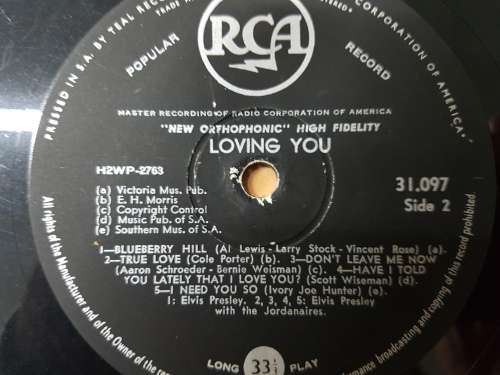 PRESSED IN S.A. BY TEAL RECORD
TRADE MA
STERED
CORPORATION OF AMERICA.
RCA
POPULAR
RECORD
MASTER RECORDING OF RADIO CORPORATION OF AMERICA
"NEW ORTHOPHONIC" HIGH FIDELITY
LOVING YOU
H2WP-2763
(a) Victoria Mus. Pub.
(b) E. H. Morris
(c) Copyright Control
(d) Music Pub. of S.A.
(e) Southern Mus. of S.A.
31.097
Side 2
1—BLUEBERRY HILL (Al Lewis - Larry Stock - Vincent Rose) (a).
2—TRUE LOVE (Cole Porter) (b). 3—DON'T LEAVE ME NOW
(Aaron Schroeder - Bernie Weisman) (c). 4—HAVE I TOLD
YOU LATELY THAT I LOVE YOU? (Scott Wiseman) (d).
5—I NEED YOU SO (Ivory Joe Hunter) (e).
1: Elvis Presley. 2, 3, 4, 5: Elvis Presley
with the Jordanaires.
All rights of the Manufacturer and of the Owner of the re
formance broadcasting and copying of this record prohibited
LONG 33⅓ PLAY